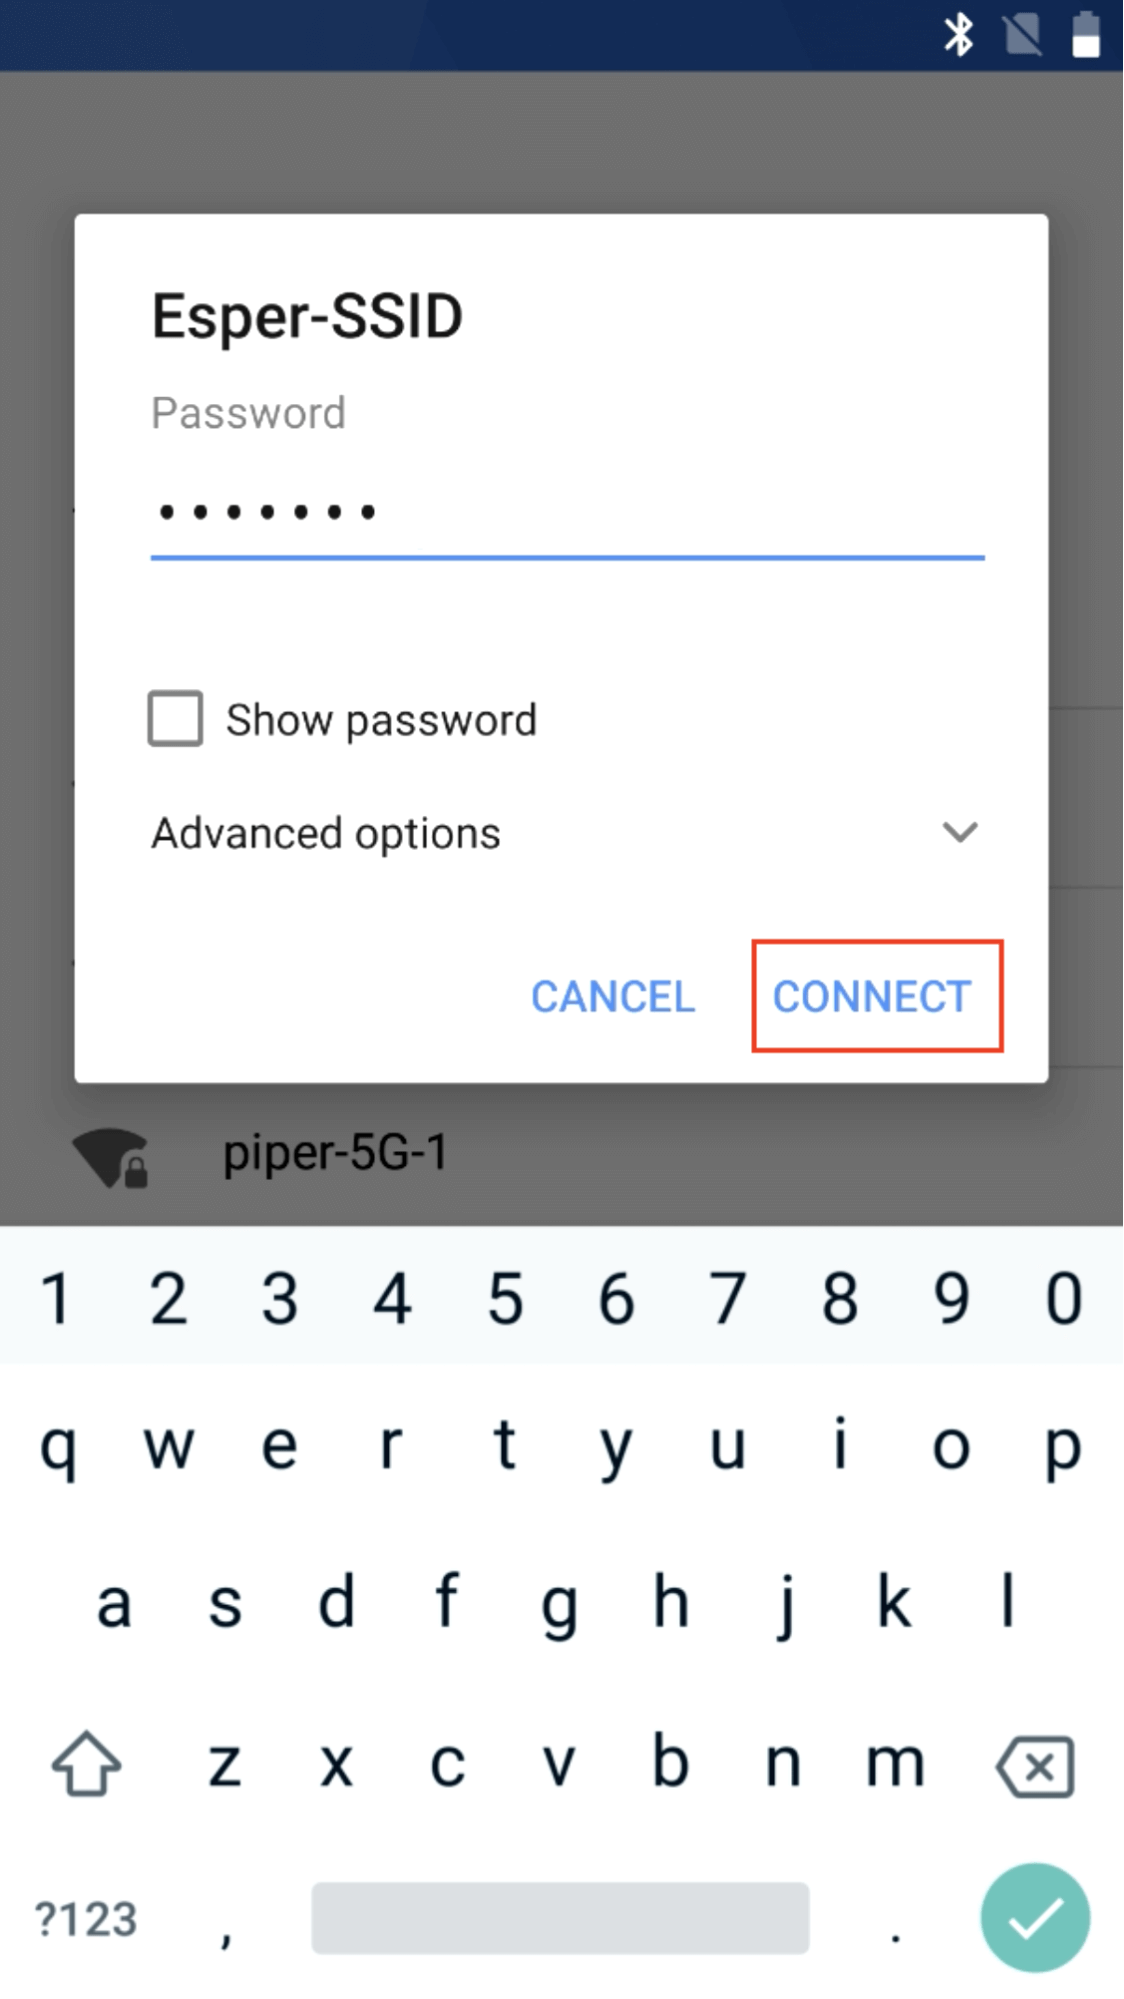 Esper-SSID
Password
•••••••
Show password
Advanced options
CANCEL CONNECT
piper-5G-1
1 2 3 4 5 6 7 8 9 0
q w e r t y u i o p
a s d f g h j k l
z x c v b n m
?123 , .